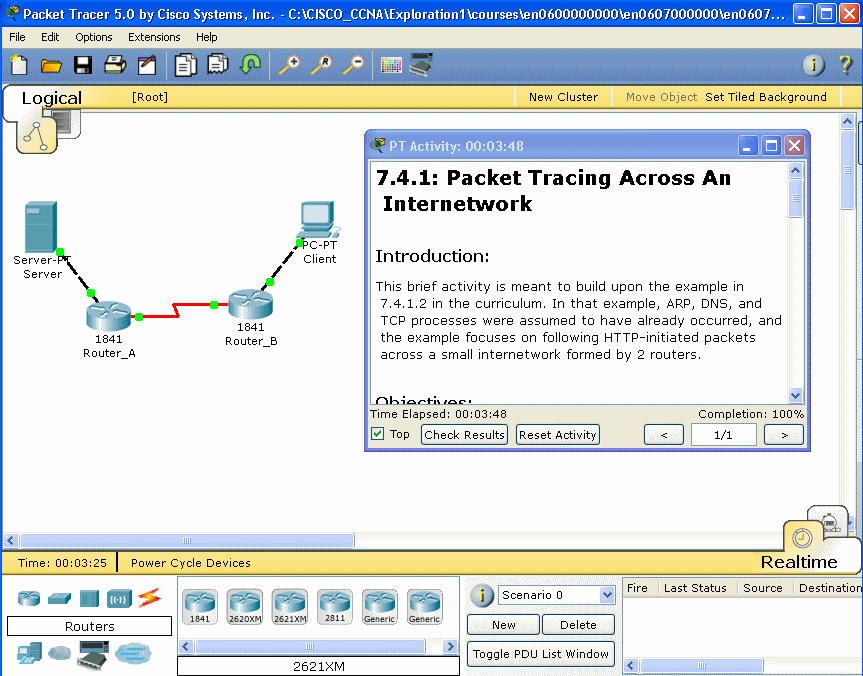 Packet Tracer 5.0 by Cisco Systems, Inc. - C:\CISCO_CCNA\Exploration1\courses\en0600000000\en0607000000\en0607...
File Edit Options Extensions Help
Logical [Root] New Cluster Move Object Set Tiled Background
PT Activity: 00:03:48
7.4.1: Packet Tracing Across An
Internetwork
Introduction:
This brief activity is meant to build upon the example in
7.4.1.2 in the curriculum. In that example, ARP, DNS, and
TCP processes were assumed to have already occurred, and
the example focuses on following HTTP-initiated packets
across a small internetwork formed by 2 routers.
Objectives:
Time Elapsed: 00:03:48 Completion: 100%
Top Check Results Reset Activity < 1/1 >
Server-PT
Server
PC-PT
Client
1841
Router_A
1841
Router_B
Realtime
Time: 00:03:25 Power Cycle Devices
Routers
1841 2620XM 2621XM 2811 Generic Generic
2621XM
Scenario 0
New Delete
Toggle PDU List Window
Fire Last Status Source Destination